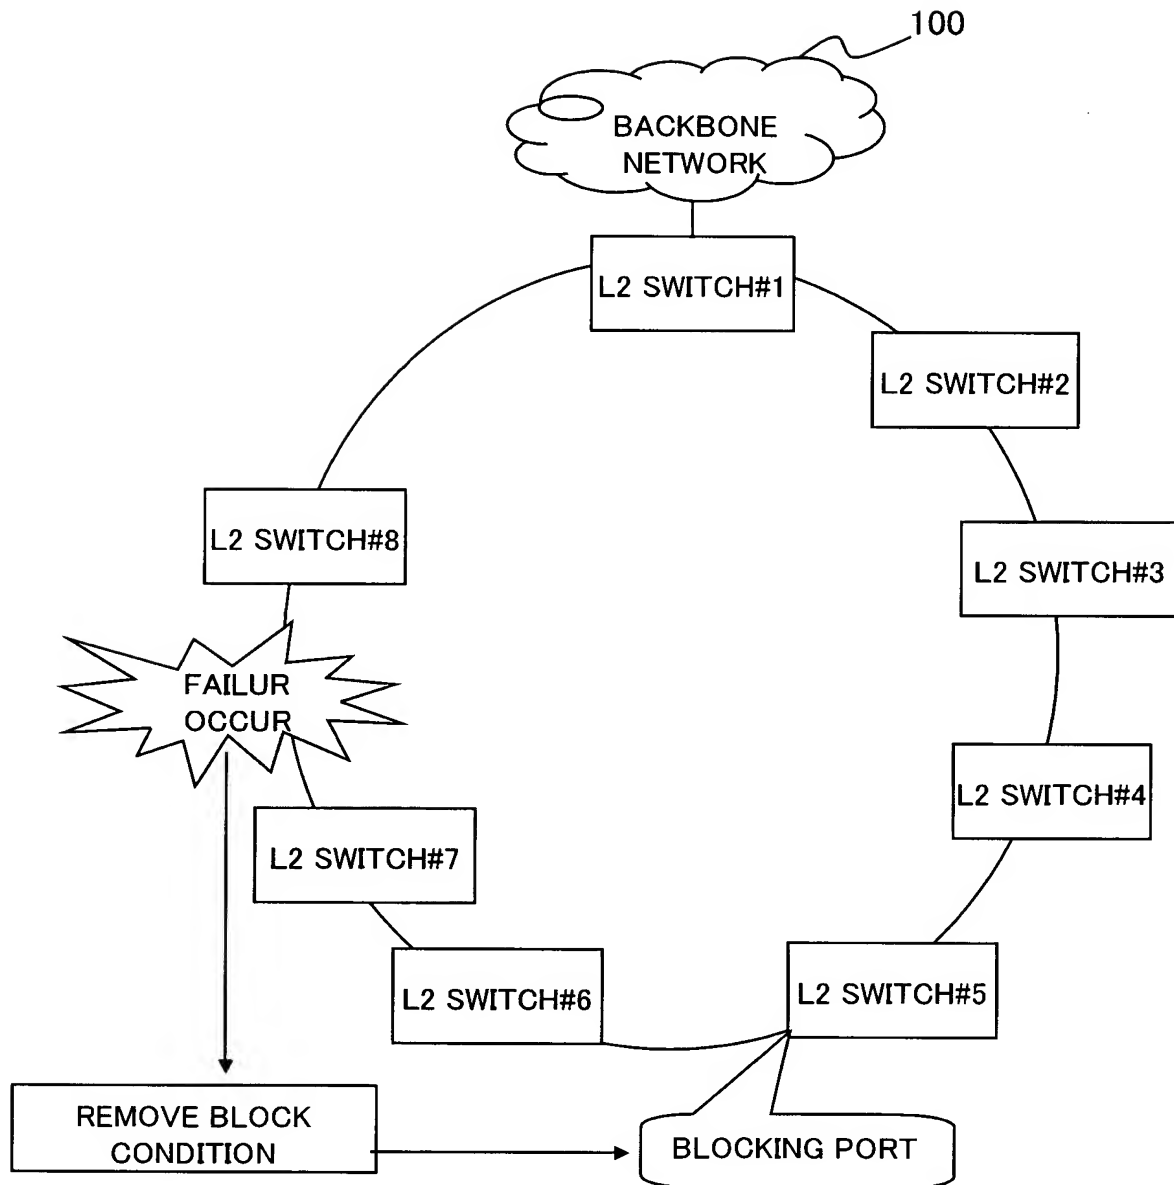 100
BACKBONE
NETWORK
L2 SWITCH#1
L2 SWITCH#2
L2 SWITCH#8
L2 SWITCH#3
FAILUR
OCCUR
L2 SWITCH#4
L2 SWITCH#7
L2 SWITCH#6
L2 SWITCH#5
REMOVE BLOCK
CONDITION
BLOCKING PORT